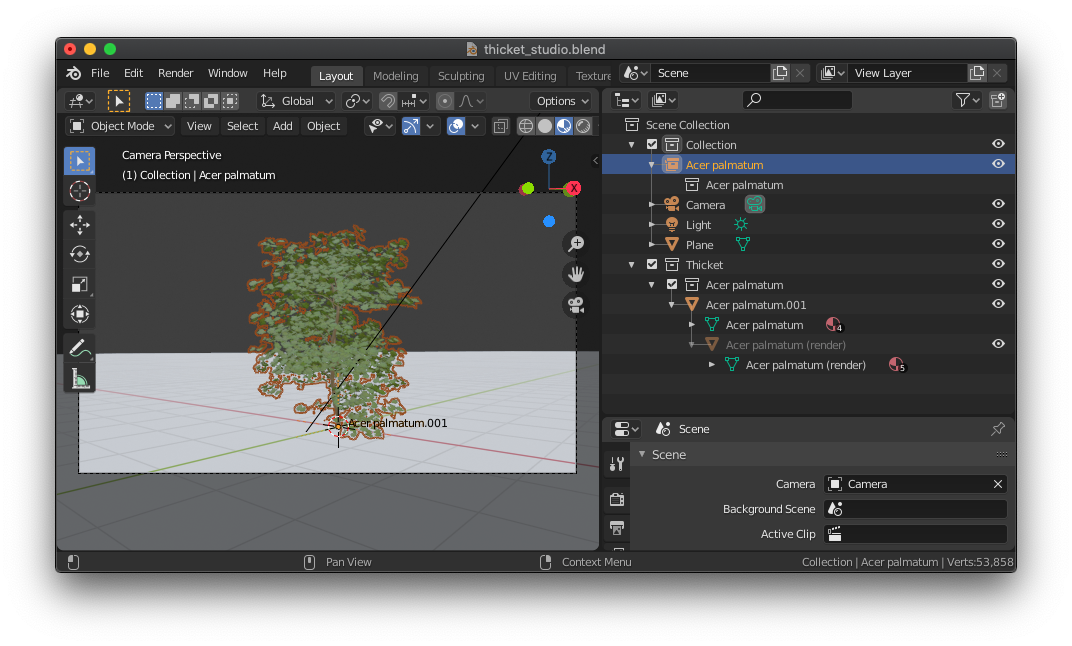 thicket_studio.blend
File Edit Render Window Help
Layout Modeling Sculpting UV Editing Texture
Scene
View Layer
Global
Options
Object Mode View Select Add Object
Camera Perspective
(1) Collection | Acer palmatum
Z
X
Acer palmatum.001
Scene Collection
Collection
Acer palmatum
Acer palmatum
Camera
Light
Plane
Thicket
Acer palmatum
Acer palmatum.001
Acer palmatum 4
Acer palmatum (render)
Acer palmatum (render) 5
Scene
Scene
Camera Camera
Background Scene
Active Clip
Pan View
Context Menu
Collection | Acer palmatum | Verts:53,858